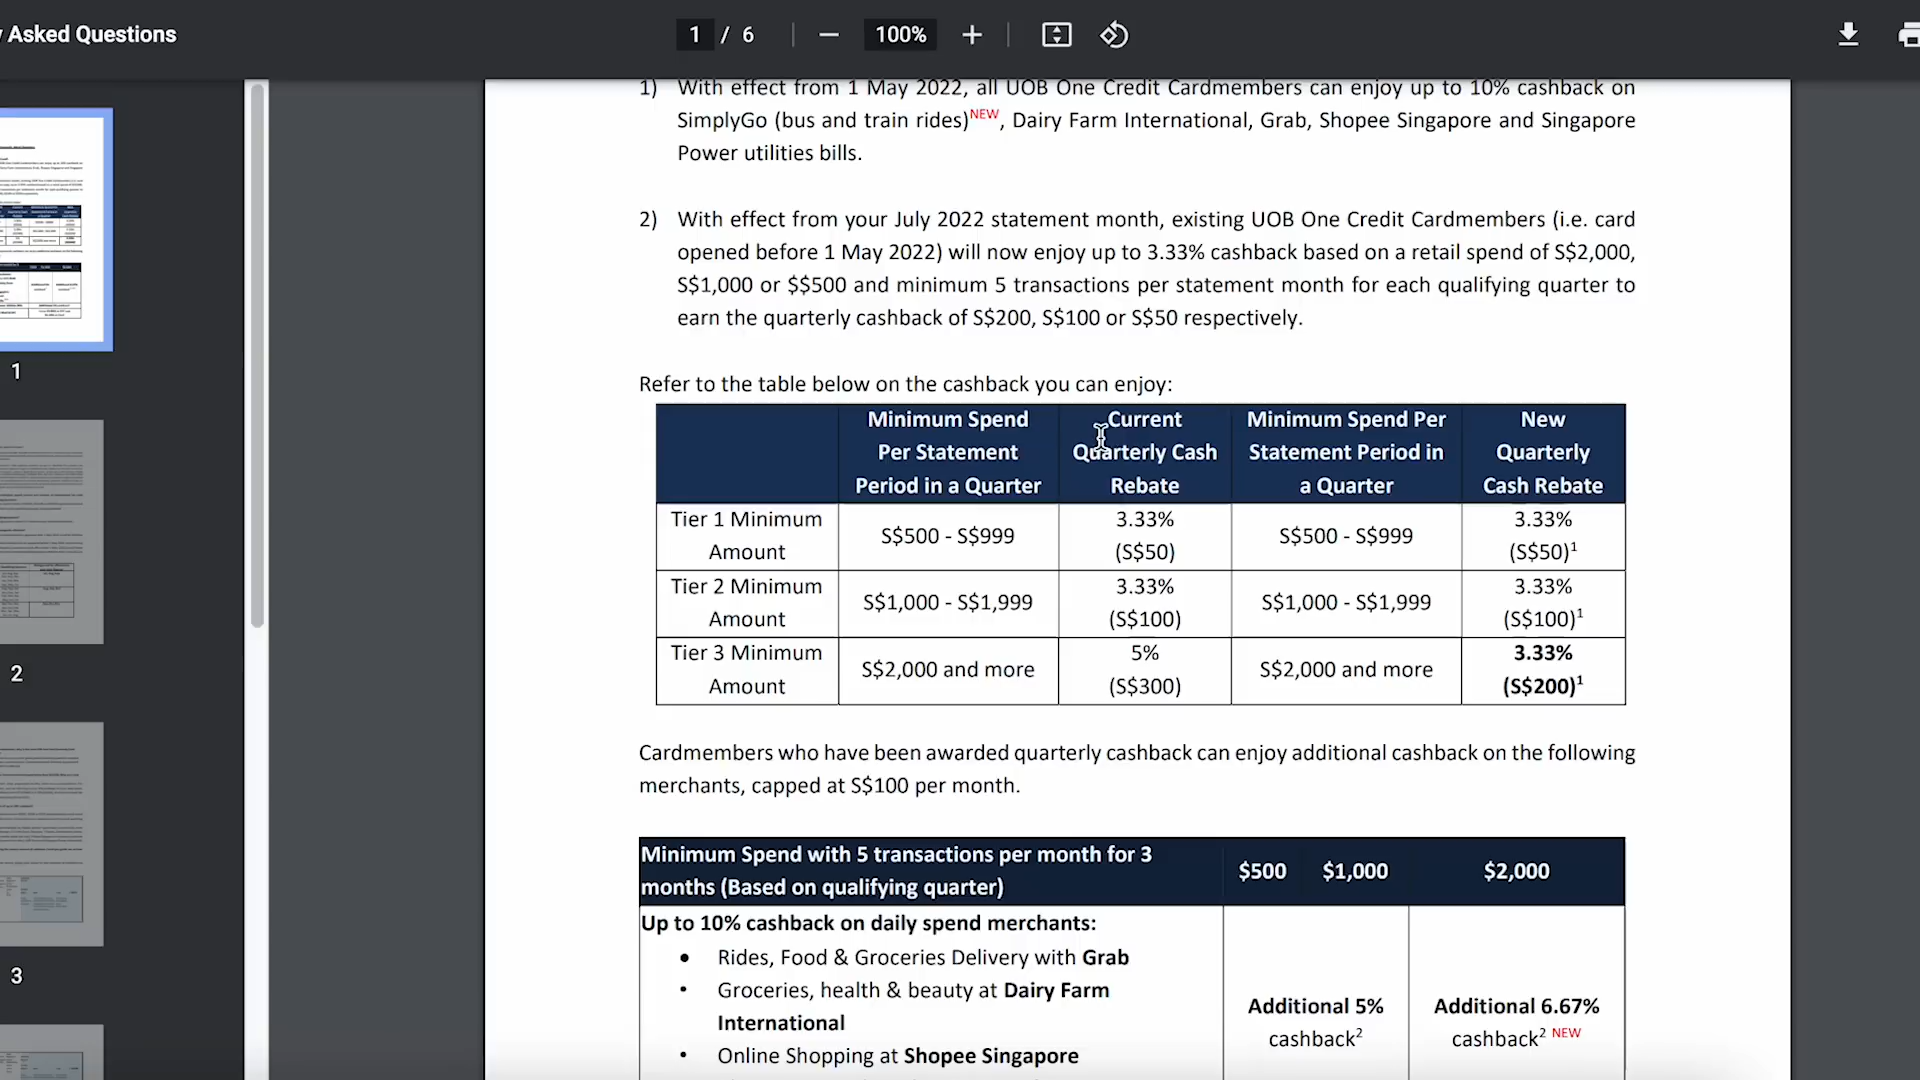 Asked Questions
1 / 6
100%
1) With effect from 1 May 2022, all UOB One Credit Cardmembers can enjoy up to 10% cashback on
SimplyGo (bus and train rides)NEW, Dairy Farm International, Grab, Shopee Singapore and Singapore
Power utilities bills.
2) With effect from your July 2022 statement month, existing UOB One Credit Cardmembers (i.e. card
opened before 1 May 2022) will now enjoy up to 3.33% cashback based on a retail spend of S$2,000,
S$1,000 or $$500 and minimum 5 transactions per statement month for each qualifying quarter to
earn the quarterly cashback of S$200, S$100 or S$50 respectively.
Refer to the table below on the cashback you can enjoy:
Minimum Spend Per Statement Period in a Quarter
Current Quarterly Cash Rebate
Minimum Spend Per Statement Period in a Quarter
New Quarterly Cash Rebate
Tier 1 Minimum Amount
S$500 - S$999
3.33% (S$50)
S$500 - S$999
3.33% (S$50)1
Tier 2 Minimum Amount
S$1,000 - S$1,999
3.33% (S$100)
S$1,000 - S$1,999
3.33% (S$100)1
Tier 3 Minimum Amount
S$2,000 and more
5% (S$300)
S$2,000 and more
3.33% (S$200)1
Cardmembers who have been awarded quarterly cashback can enjoy additional cashback on the following
merchants, capped at S$100 per month.
Minimum Spend with 5 transactions per month for 3
months (Based on qualifying quarter)
$500 $1,000 $2,000
Up to 10% cashback on daily spend merchants:
• Rides, Food & Groceries Delivery with Grab
• Groceries, health & beauty at Dairy Farm
International
• Online Shopping at Shopee Singapore
Additional 5%
cashback2
Additional 6.67%
cashback2 NEW
1
2
3